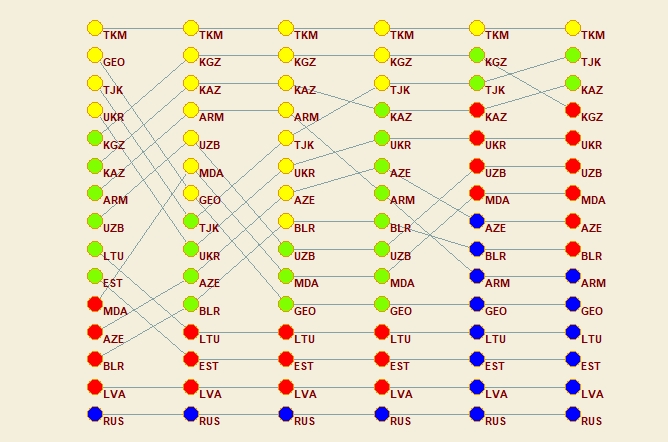 TKM TKM TKM TKM TKM TKM
GEO KGZ KGZ KGZ KGZ TJK
TJK KAZ KAZ TJK TJK KAZ
UKR ARM ARM KAZ KAZ KGZ
KGZ UZB TJK UKR UKR UKR
KAZ MDA UKR AZE UZB UZB
ARM GEO AZE ARM MDA MDA
UZB TJK BLR BLR AZE AZE
LTU UKR UZB UZB BLR BLR
EST AZE MDA MDA ARM ARM
MDA BLR GEO GEO GEO GEO
AZE LTU LTU LTU LTU LTU
BLR EST EST EST EST EST
LVA LVA LVA LVA LVA LVA
RUS RUS RUS RUS RUS RUS